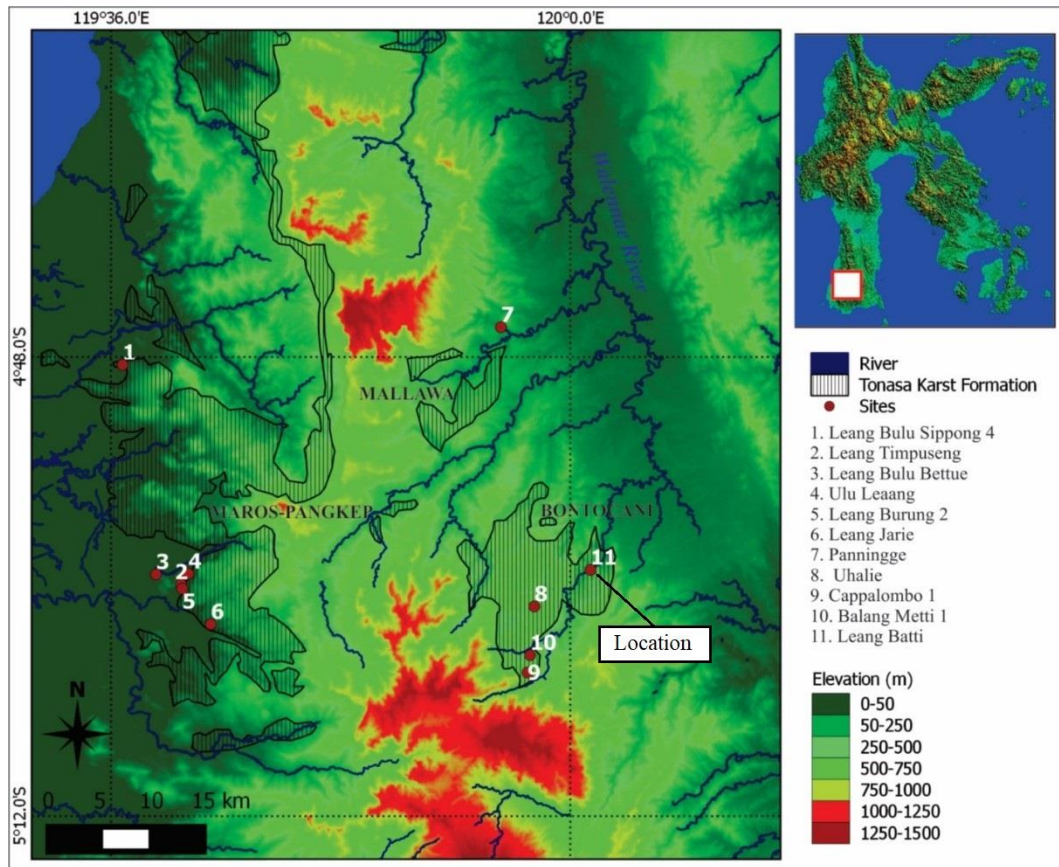 119°36.0'E
120°0.0'E
Walennae River
7
4°48.0'S
1
MALLAWA
MAROS-PANGKEP
BONTOCANI
3
4
2
11
5
8
6
Location
10
9
N
0 5 10 15 km
5°12.0'S
River
Tonasa Karst Formation
Sites
1. Leang Bulu Sippong 4
2. Leang Timpuseng
3. Leang Bulu Bettue
4. Ulu Leaang
5. Leang Burung 2
6. Leang Jarie
7. Panningge
8. Uhalie
9. Cappalombo 1
10. Balang Metti 1
11. Leang Batti
Elevation (m)
0-50
50-250
250-500
500-750
750-1000
1000-1250
1250-1500